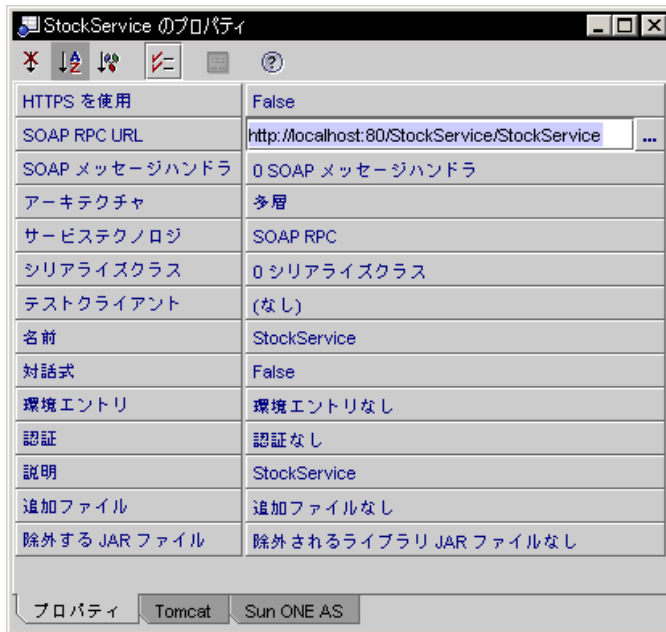 StockService のプロパティ
HTTPS を使用 False
SOAP RPC URL http://localhost:80/StockService/StockService ...
SOAP メッセージハンドラ 0 SOAP メッセージハンドラ
アーキテクチャ 多層
サービステクノロジ SOAP RPC
シリアライズクラス 0 シリアライズクラス
テストクライアント (なし)
名前 StockService
対話式 False
環境エントリ 環境エントリなし
認証 認証なし
説明 StockService
追加ファイル 追加ファイルなし
除外する JAR ファイル 除外されるライブラリ JAR ファイルなし
プロパティ Tomcat Sun ONE AS